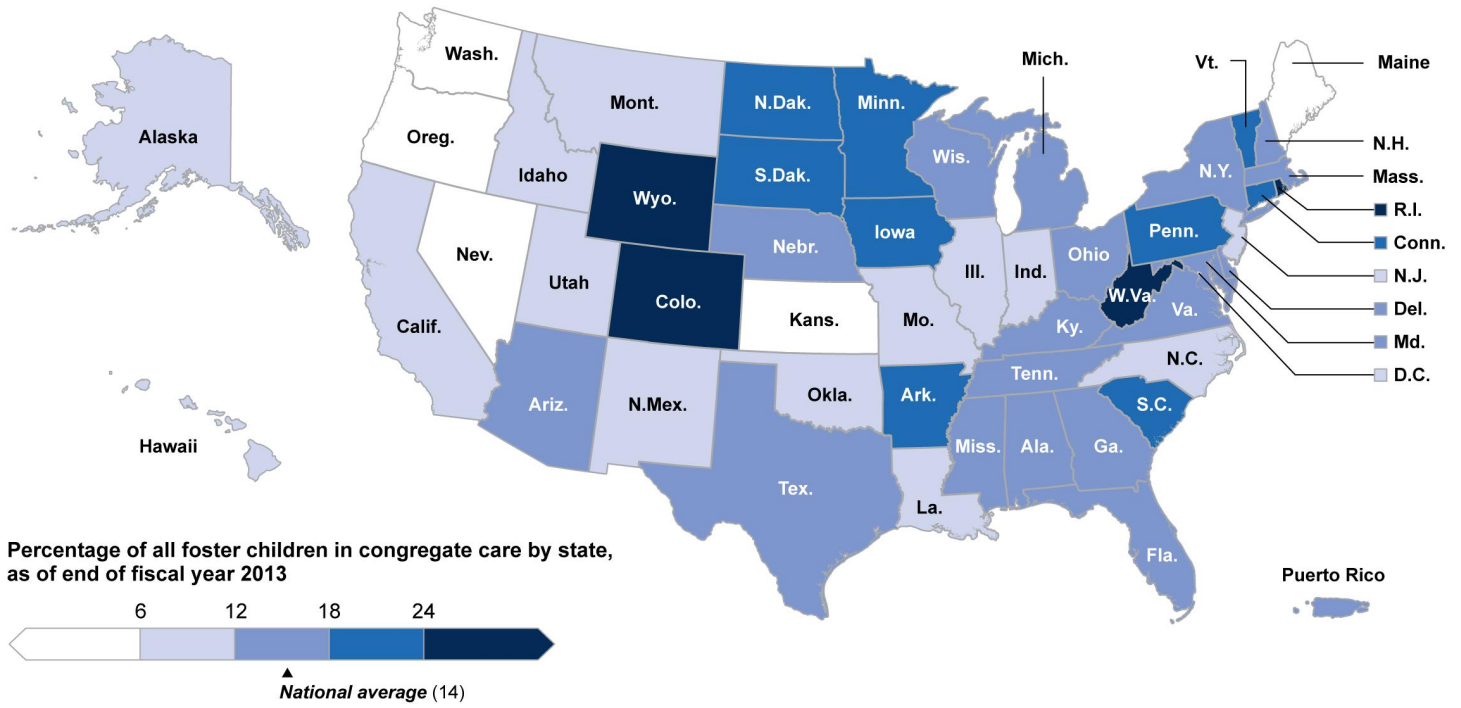 Wash.
Mont.
N.Dak.
Minn.
Mich.
Vt.
Maine
Alaska
Oreg.
Idaho
Wyo.
S.Dak.
Wis.
N.Y.
N.H.
Mass.
R.I.
Conn.
N.J.
Del.
Md.
D.C.
Nev.
Utah
Colo.
Nebr.
Iowa
Ill.
Ind.
Ohio
Penn.
W.Va.
Va.
Calif.
Kans.
Mo.
Ky.
N.C.
Tenn.
Ariz.
N.Mex.
Okla.
Ark.
S.C.
Hawaii
Tex.
La.
Miss.
Ala.
Ga.
Fla.
Puerto Rico
Percentage of all foster children in congregate care by state,
as of end of fiscal year 2013
6 12 18 24
National average (14)